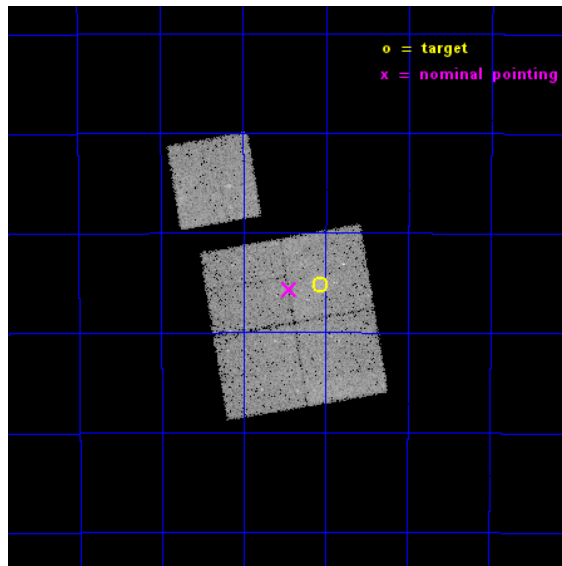 o = target
x = nominal pointing